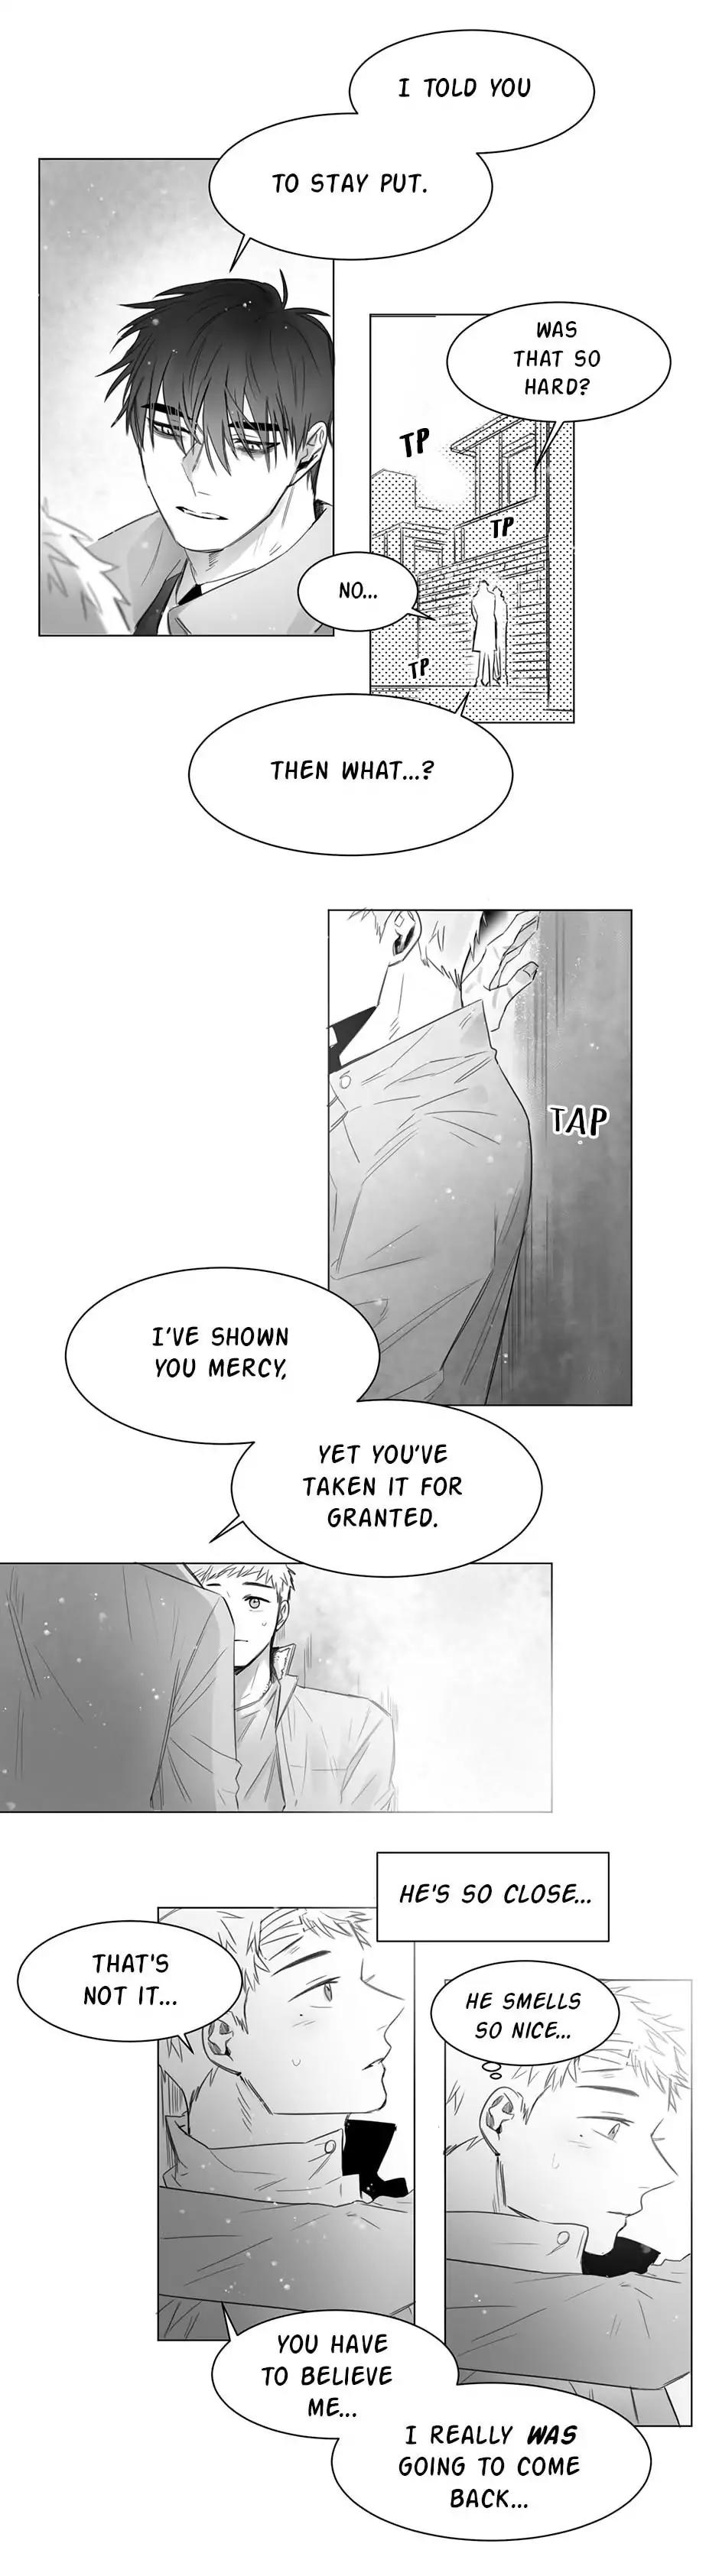 I TOLD YOU
TO STAY PUT.
WAS
THAT SO
HARD?
TP
TP
NO...
TP
THEN WHAT...?
TAP
I'VE SHOWN
YOU MERCY,
YET YOU'VE
TAKEN IT FOR
GRANTED.
HE'S SO CLOSE...
THAT'S
NOT IT...
HE SMELLS
SO NICE...
YOU HAVE
TO BELIEVE
ME...
I REALLY WAS
GOING TO COME
BACK...